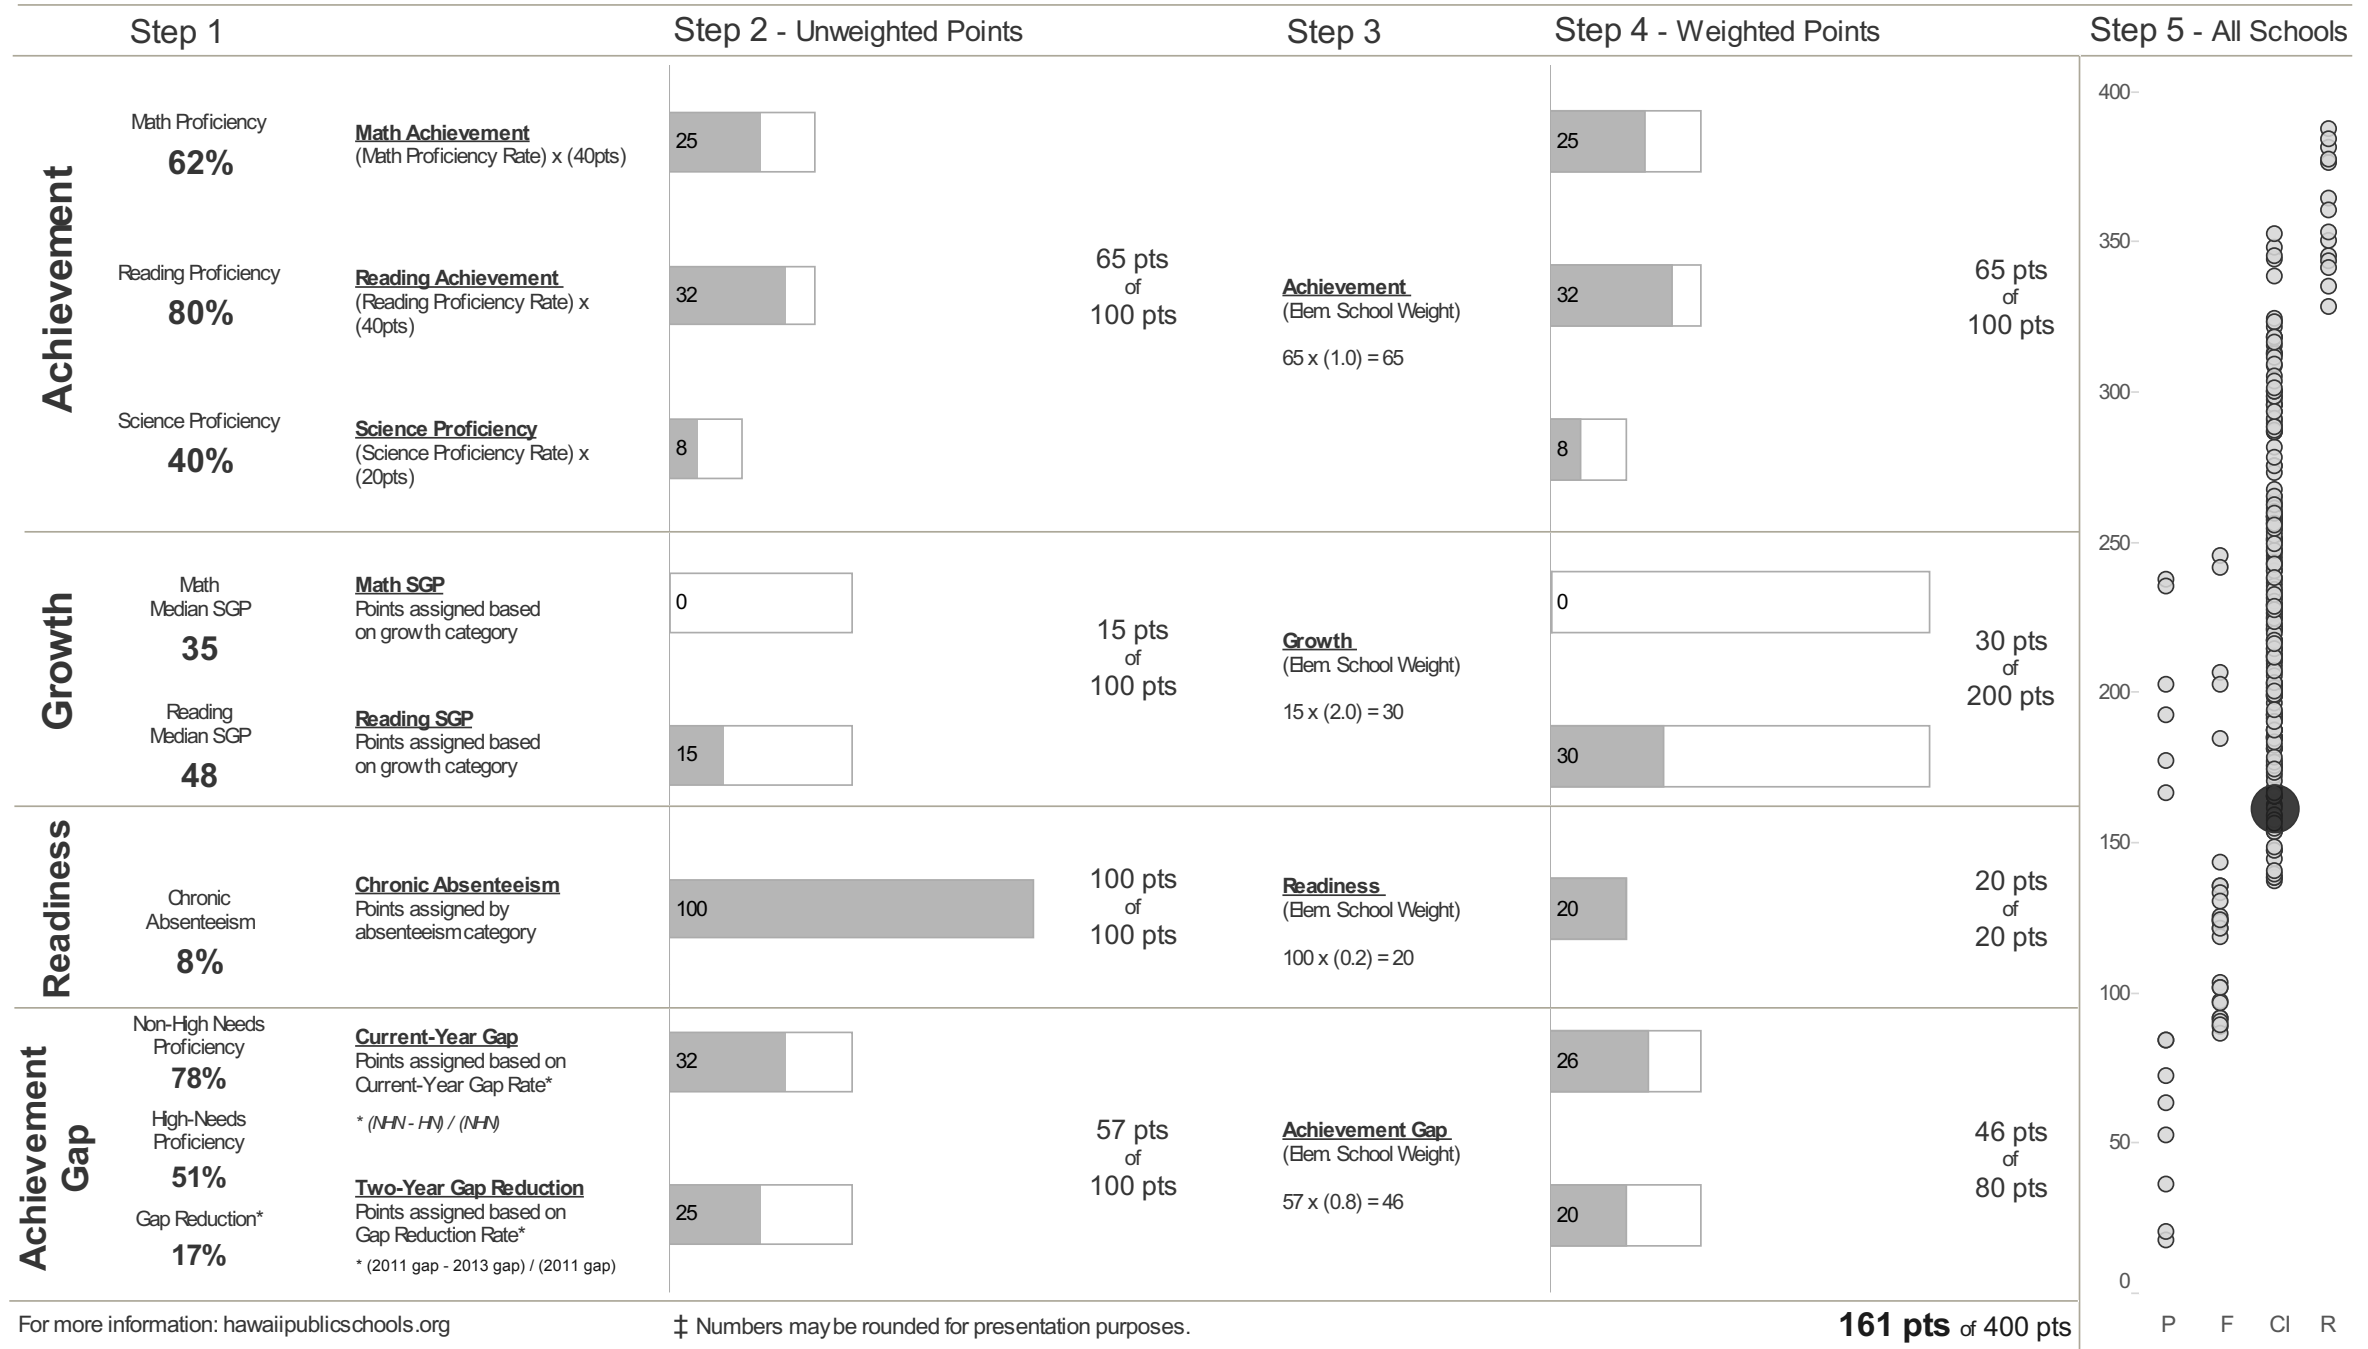 Step 1
Step 2 - Unweighted Points
Step 3
Step 4 - Weighted Points
Step 5 - All Schools
Achievement
Math Proficiency
62%
Math Achievement
(Math Proficiency Rate) x (40pts)
25
25
Reading Proficiency
80%
Reading Achievement
(Reading Proficiency Rate) x
(40pts)
32
65 pts
of
100 pts
Achievement
(Elem. School Weight)
65 x (1.0) = 65
32
65 pts
of
100 pts
Science Proficiency
40%
Science Proficiency
(Science Proficiency Rate) x
(20pts)
8
8
Growth
Math
Median SGP
35
Math SGP
Points assigned based
on growth category
0
15 pts
of
100 pts
Growth
(Elem. School Weight)
15 x (2.0) = 30
0
30 pts
of
200 pts
Reading
Median SGP
48
Reading SGP
Points assigned based
on growth category
15
30
Readiness
Chronic
Absenteeism
8%
Chronic Absenteeism
Points assigned by
absenteeism category
100
100 pts
of
100 pts
Readiness
(Elem. School Weight)
100 x (0.2) = 20
20
20 pts
of
20 pts
Achievement
Gap
Non-High Needs
Proficiency
78%
High-Needs
Proficiency
51%
Gap Reduction*
17%
Current-Year Gap
Points assigned based on
Current-Year Gap Rate*
* (NHN - HN) / (NHN)
Two-Year Gap Reduction
Points assigned based on
Gap Reduction Rate*
* (2011 gap - 2013 gap) / (2011 gap)
32
25
57 pts
of
100 pts
Achievement Gap
(Elem. School Weight)
57 x (0.8) = 46
26
20
46 pts
of
80 pts
400
350
300
250
200
150
100
50
0
P F CI R
For more information: hawaiipublicschools.org
‡ Numbers may be rounded for presentation purposes.
161 pts of 400 pts